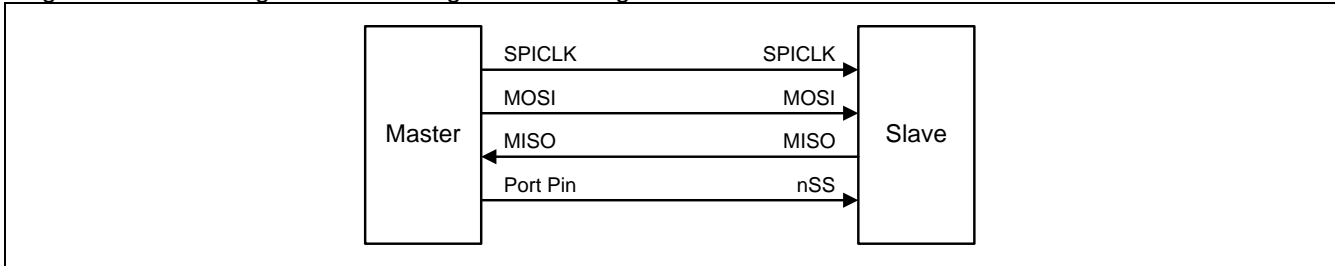 SPICLK SPICLK
MOSI MOSI
Master MISO MISO Slave
Port Pin nSS